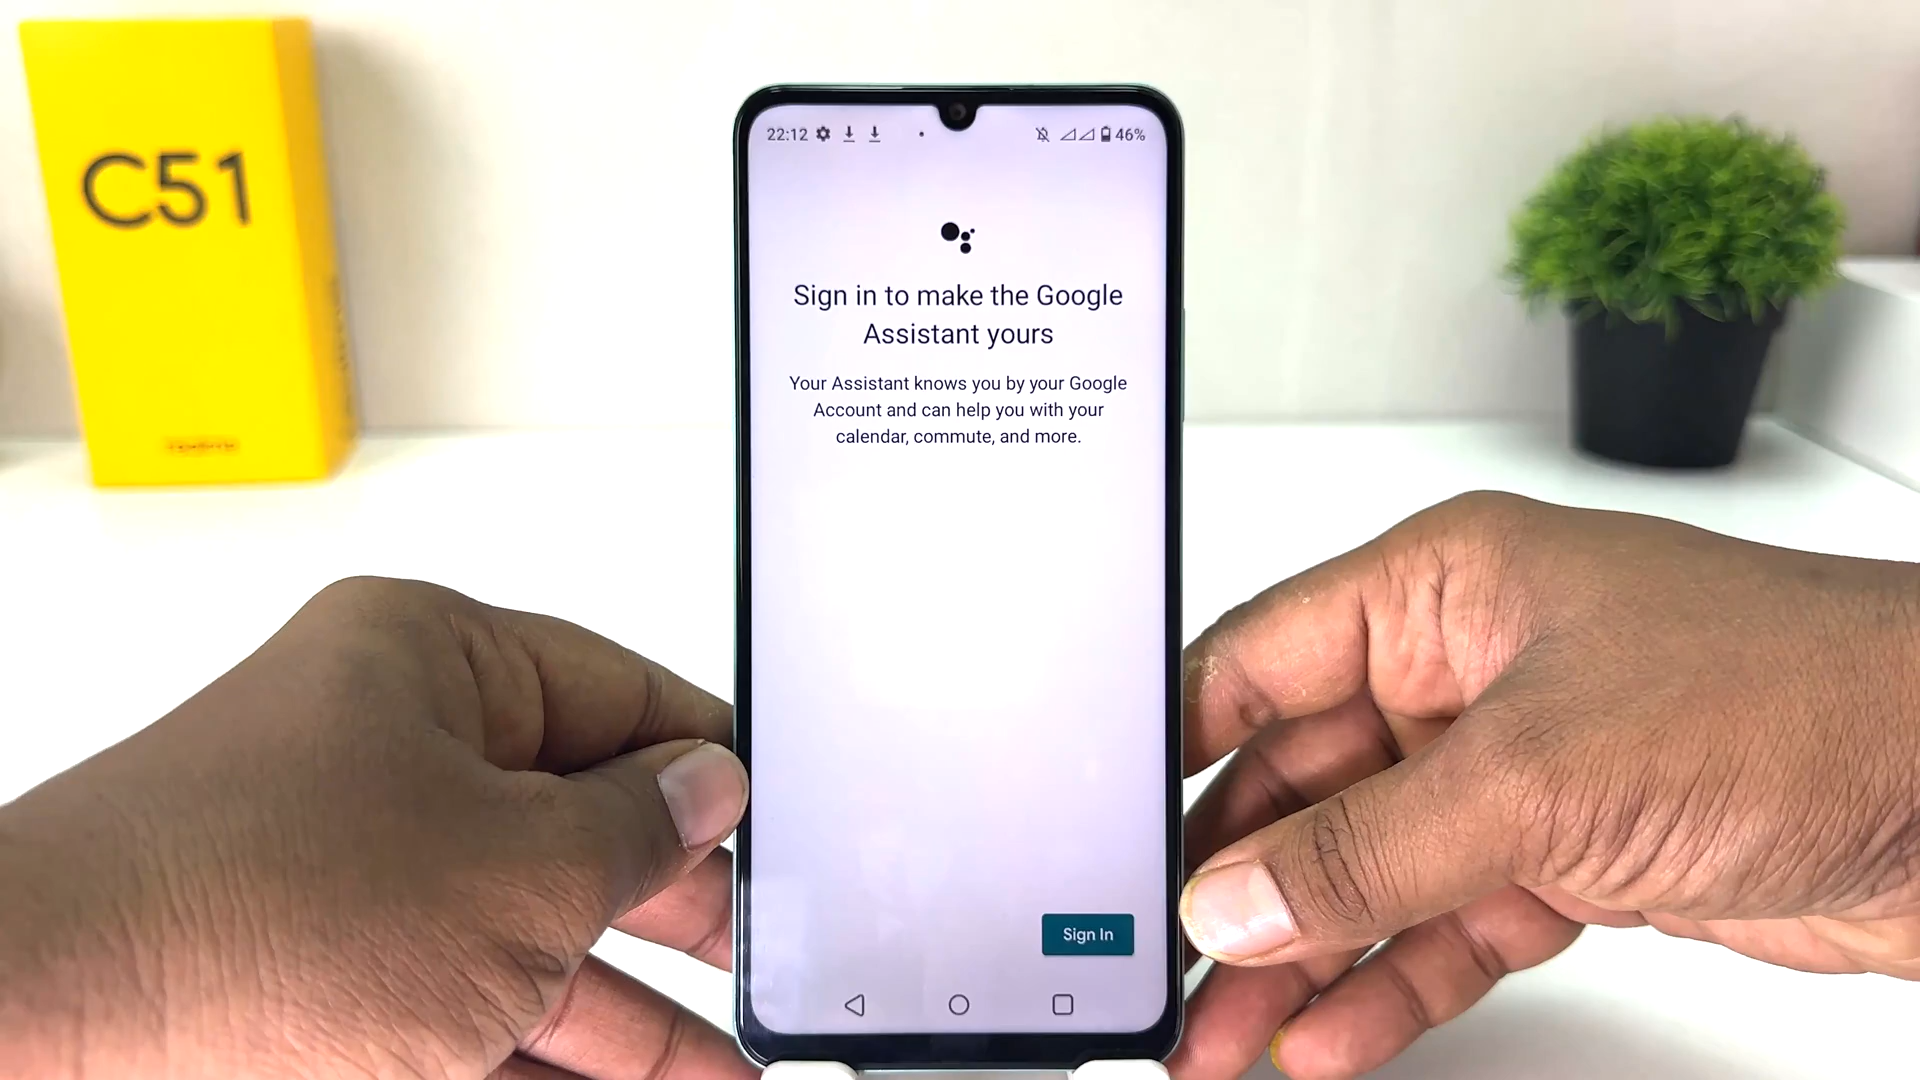 C51
realme
22:12
46%
Sign in to make the Google
Assistant yours
Your Assistant knows you by your Google
Account and can help you with your
calendar, commute, and more.
Sign In